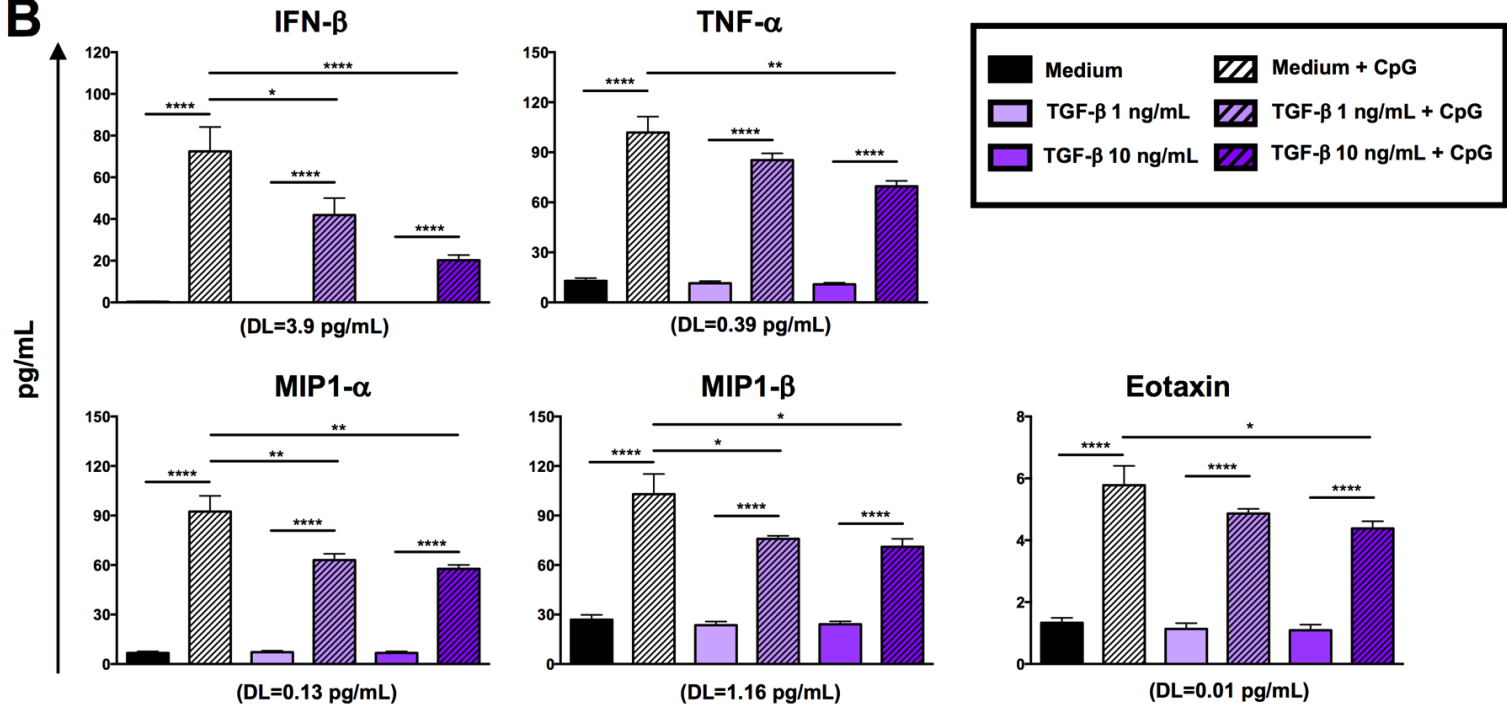 B
IFN-β
120
100
80
60
40
20
0
****
****
*
****
****
(DL=3.9 pg/mL)
TNF-α
150
120
90
60
30
0
****
**
****
****
(DL=0.39 pg/mL)
Medium
Medium + CpG
TGF-β 1 ng/mL
TGF-β 1 ng/mL + CpG
TGF-β 10 ng/mL
TGF-β 10 ng/mL + CpG
pg/mL
MIP1-α
150
120
90
60
30
0
**
**
****
****
****
(DL=0.13 pg/mL)
MIP1-β
150
120
90
60
30
0
*
*
****
****
****
(DL=1.16 pg/mL)
Eotaxin
8
6
4
2
0
*
****
****
****
(DL=0.01 pg/mL)